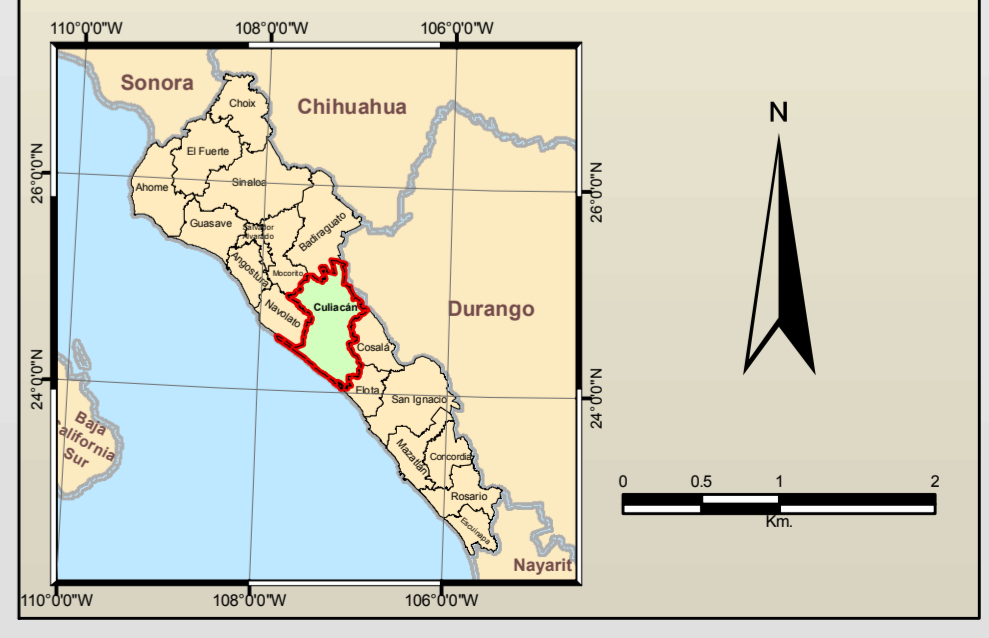 110°0'0"W 108°0'0"W 106°0'0"W
Sonora
Chihuahua
Choix
El Fuerte
Sinaloa
Ahome
Guasave
Salvador
Alvarado
Badiraguato
Angostura
Mocorito
Culiacán
Navolato
Durango
Cosalá
Elota
San Ignacio
Baja
California
Sur
Mazatlán
Concordia
Rosario
Escuinapa
Nayarit
26°0'0"N
24°0'0"N
26°0'0"N
24°0'0"N
110°0'0"W 108°0'0"W 106°0'0"W
N
0 0.5 1 2
Km.